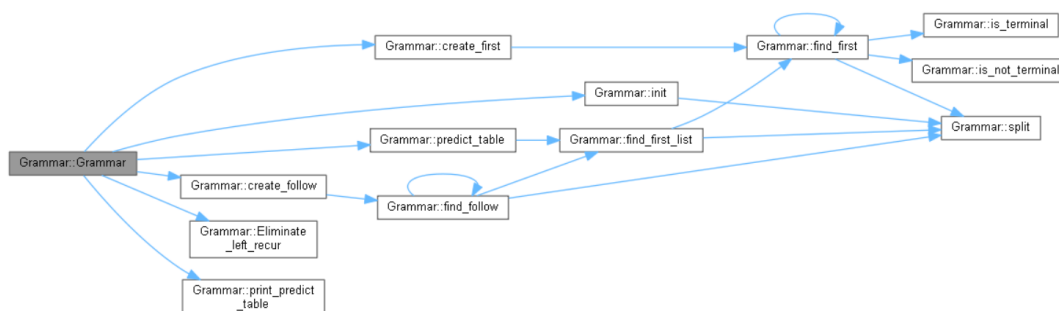 Grammar::is_terminal
Grammar::create_first
Grammar::find_first
Grammar::is_not_terminal
Grammar::init
Grammar::split
Grammar::predict_table
Grammar::find_first_list
Grammar::Grammar
Grammar::create_follow
Grammar::find_follow
Grammar::Eliminate
_left_recur
Grammar::print_predict
_table